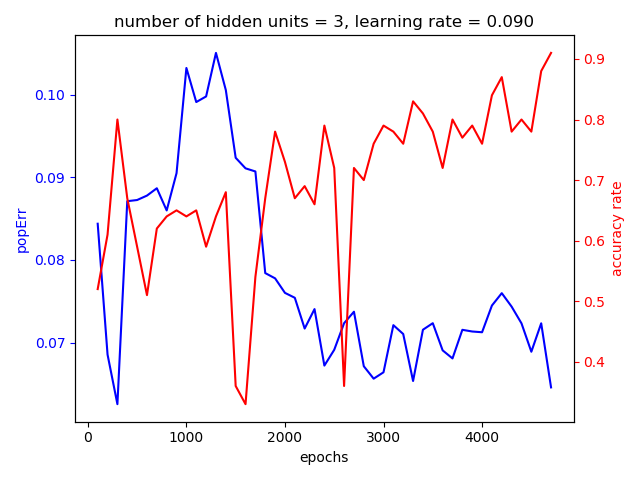 number of hidden units = 3, learning rate = 0.090
0.10
0.09
0.08
0.07
popErr
0.9
0.8
0.7
0.6
0.5
0.4
accuracy rate
0 1000 2000 3000 4000
epochs